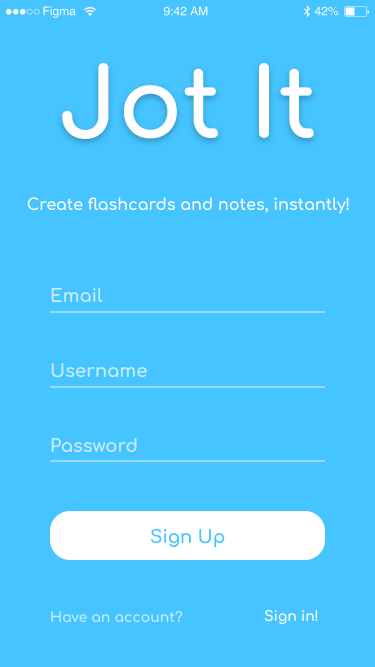 Figma 9:42 AM 42%
Jot It
Create flashcards and notes, instantly!
Email
Username
Password
Sign Up
Have an account? Sign in!